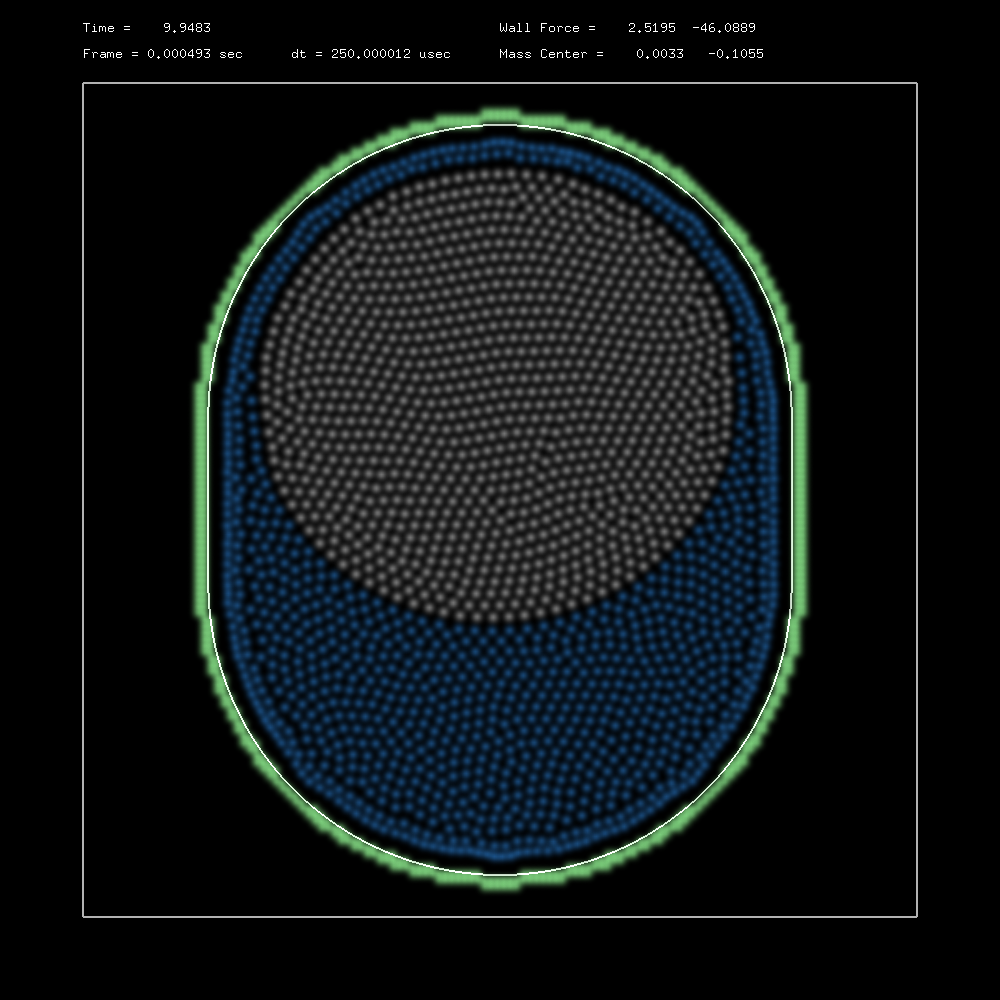 Time = 9.9483 Wall Force = 2.5195 -46.0889
Frame = 0.000493 sec dt = 250.000012 usec Mass Center = 0.0033 -0.1055